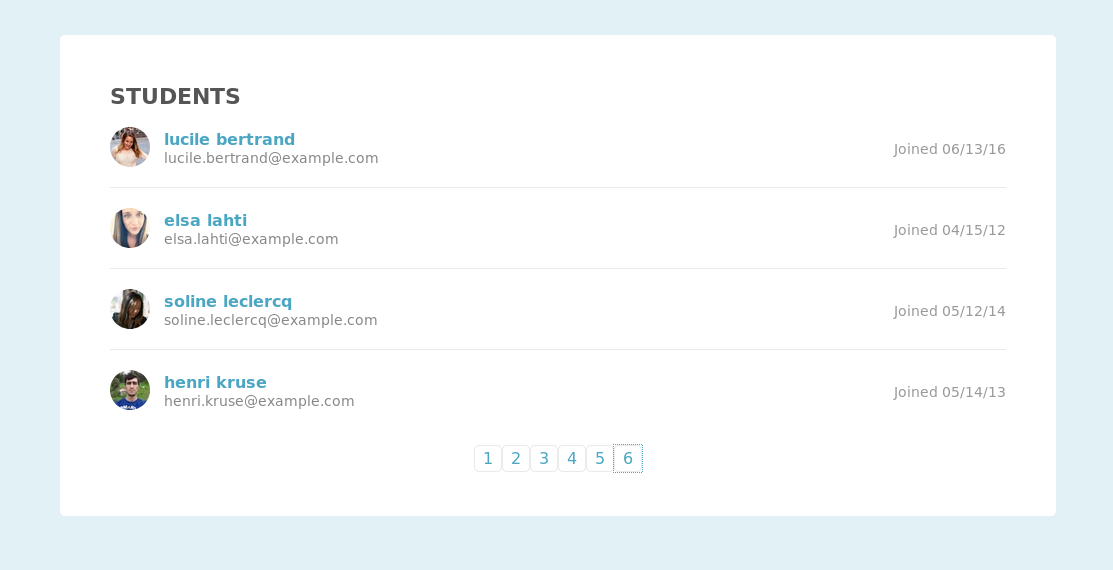 STUDENTS
lucile bertrand
lucile.bertrand@example.com
Joined 06/13/16
elsa lahti
elsa.lahti@example.com
Joined 04/15/12
soline leclercq
soline.leclercq@example.com
Joined 05/12/14
henri kruse
henri.kruse@example.com
Joined 05/14/13
1 2 3 4 5 6